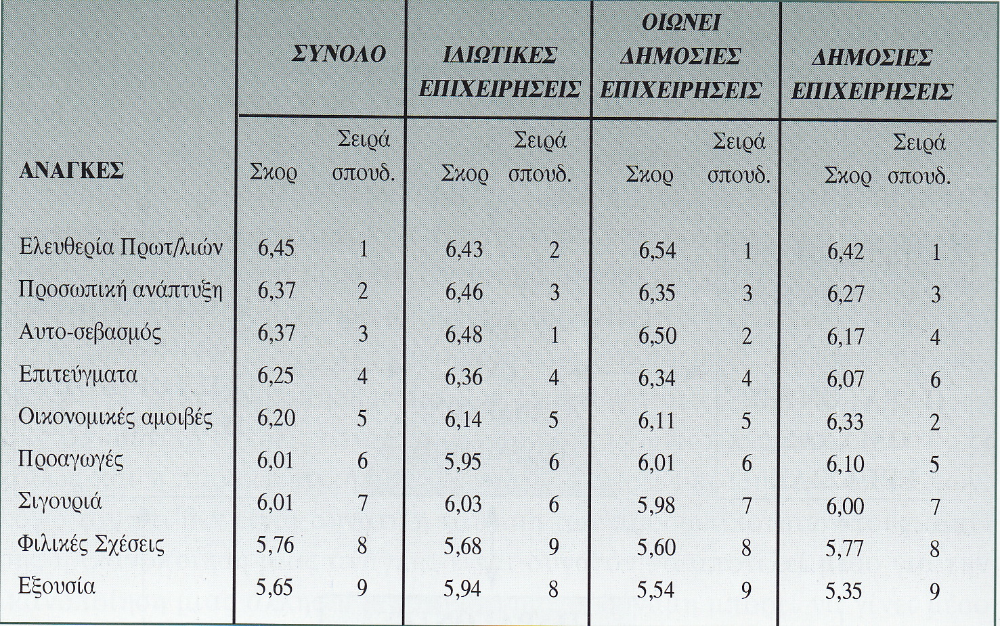 ΣΥΝΟΛΟ ΙΔΙΩΤΙΚΕΣ ΕΠΙΧΕΙΡΗΣΕΙΣ ΟΙΩΝΕΙ ΔΗΜΟΣΙΕΣ ΕΠΙΧΕΙΡΗΣΕΙΣ ΔΗΜΟΣΙΕΣ ΕΠΙΧΕΙΡΗΣΕΙΣ
ΑΝΑΓΚΕΣ Σκορ Σειρά σπουδ. Σκορ Σειρά σπουδ. Σκορ Σειρά σπουδ. Σκορ Σειρά σπουδ.
Ελευθερία Πρωτ/λιών 6,45 1 6,43 2 6,54 1 6,42 1
Προσωπική ανάπτυξη 6,37 2 6,46 3 6,35 3 6,27 3
Αυτο-σεβασμός 6,37 3 6,48 1 6,50 2 6,17 4
Επιτεύγματα 6,25 4 6,36 4 6,34 4 6,07 6
Οικονομικές αμοιβές 6,20 5 6,14 5 6,11 5 6,33 2
Προαγωγές 6,01 6 5,95 6 6,01 6 6,10 5
Σιγουριά 6,01 7 6,03 6 5,98 7 6,00 7
Φιλικές Σχέσεις 5,76 8 5,68 9 5,60 8 5,77 8
Εξουσία 5,65 9 5,94 8 5,54 9 5,35 9